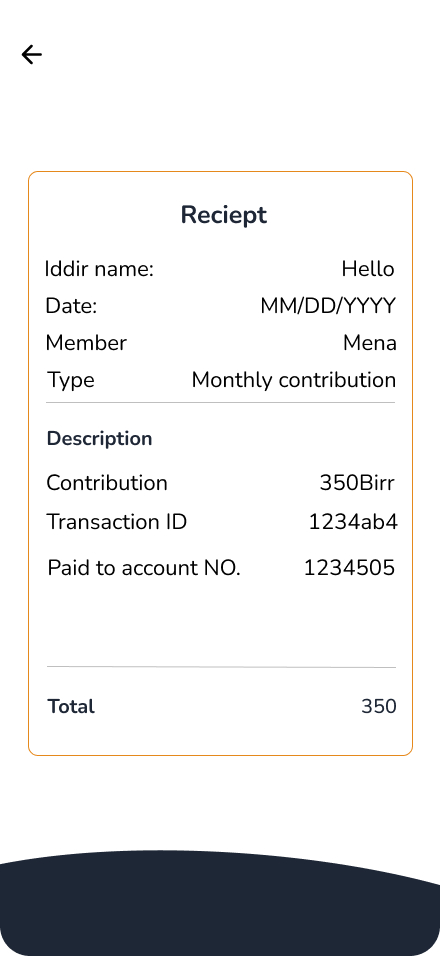 Reciept
Iddir name: Hello
Date: MM/DD/YYYY
Member Mena
Type Monthly contribution
Description
Contribution 350Birr
Transaction ID 1234ab4
Paid to account NO. 1234505
Total 350